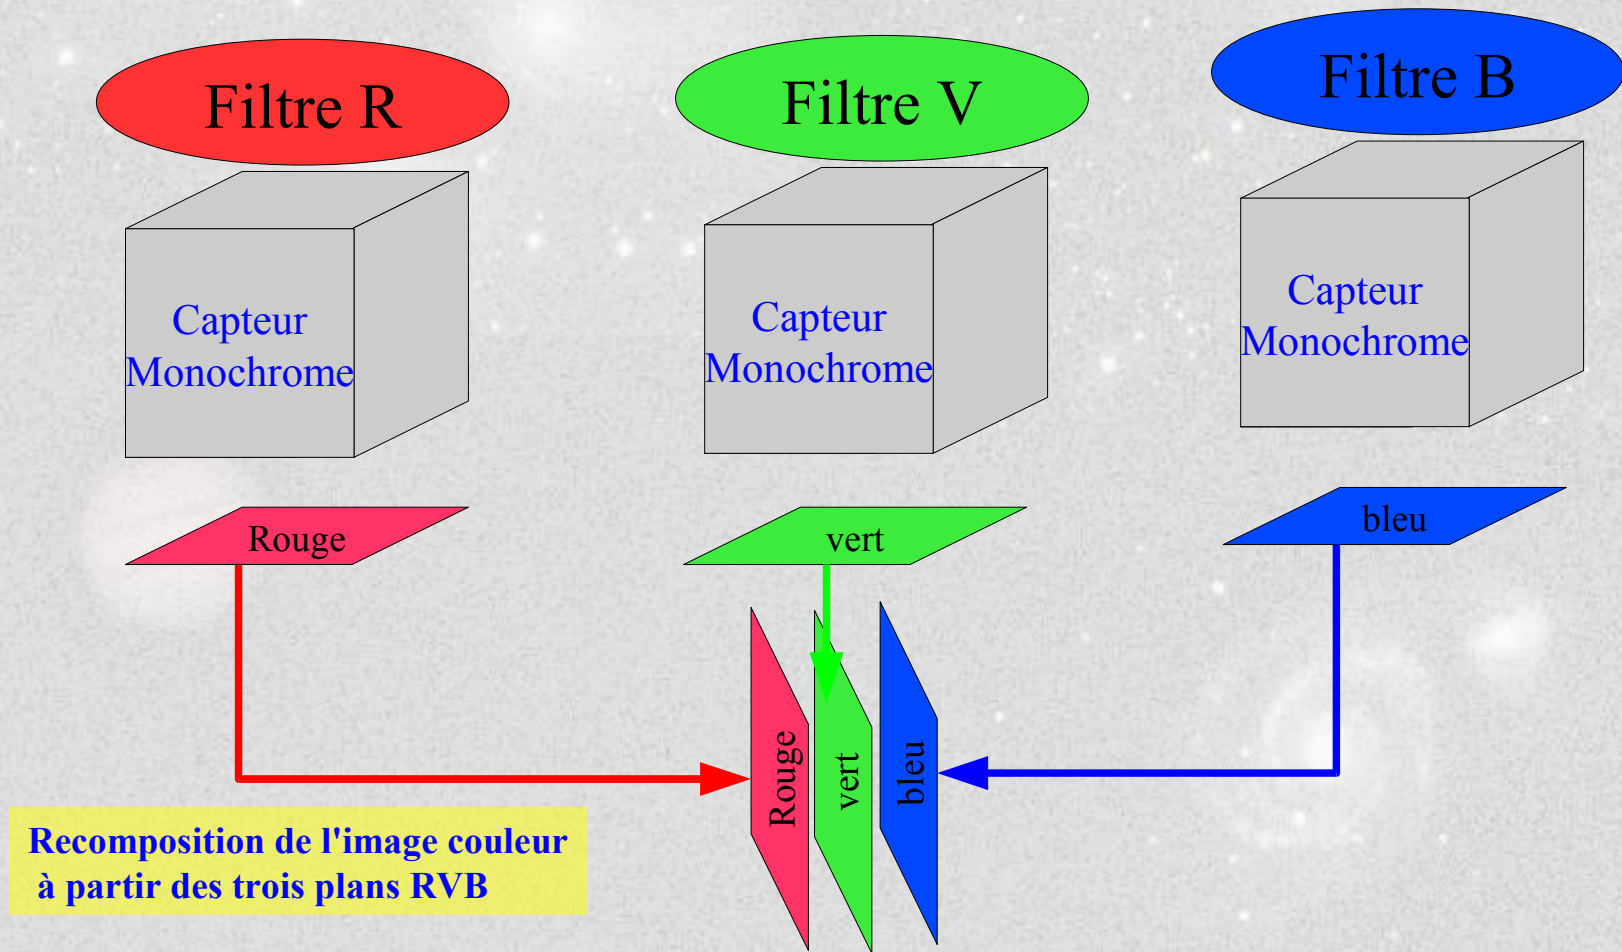 Filtre R
Filtre V
Filtre B
Capteur
Monochrome
Capteur
Monochrome
Capteur
Monochrome
Rouge
vert
bleu
Rouge
vert
bleu
Recomposition de l'image couleur
à partir des trois plans RVB